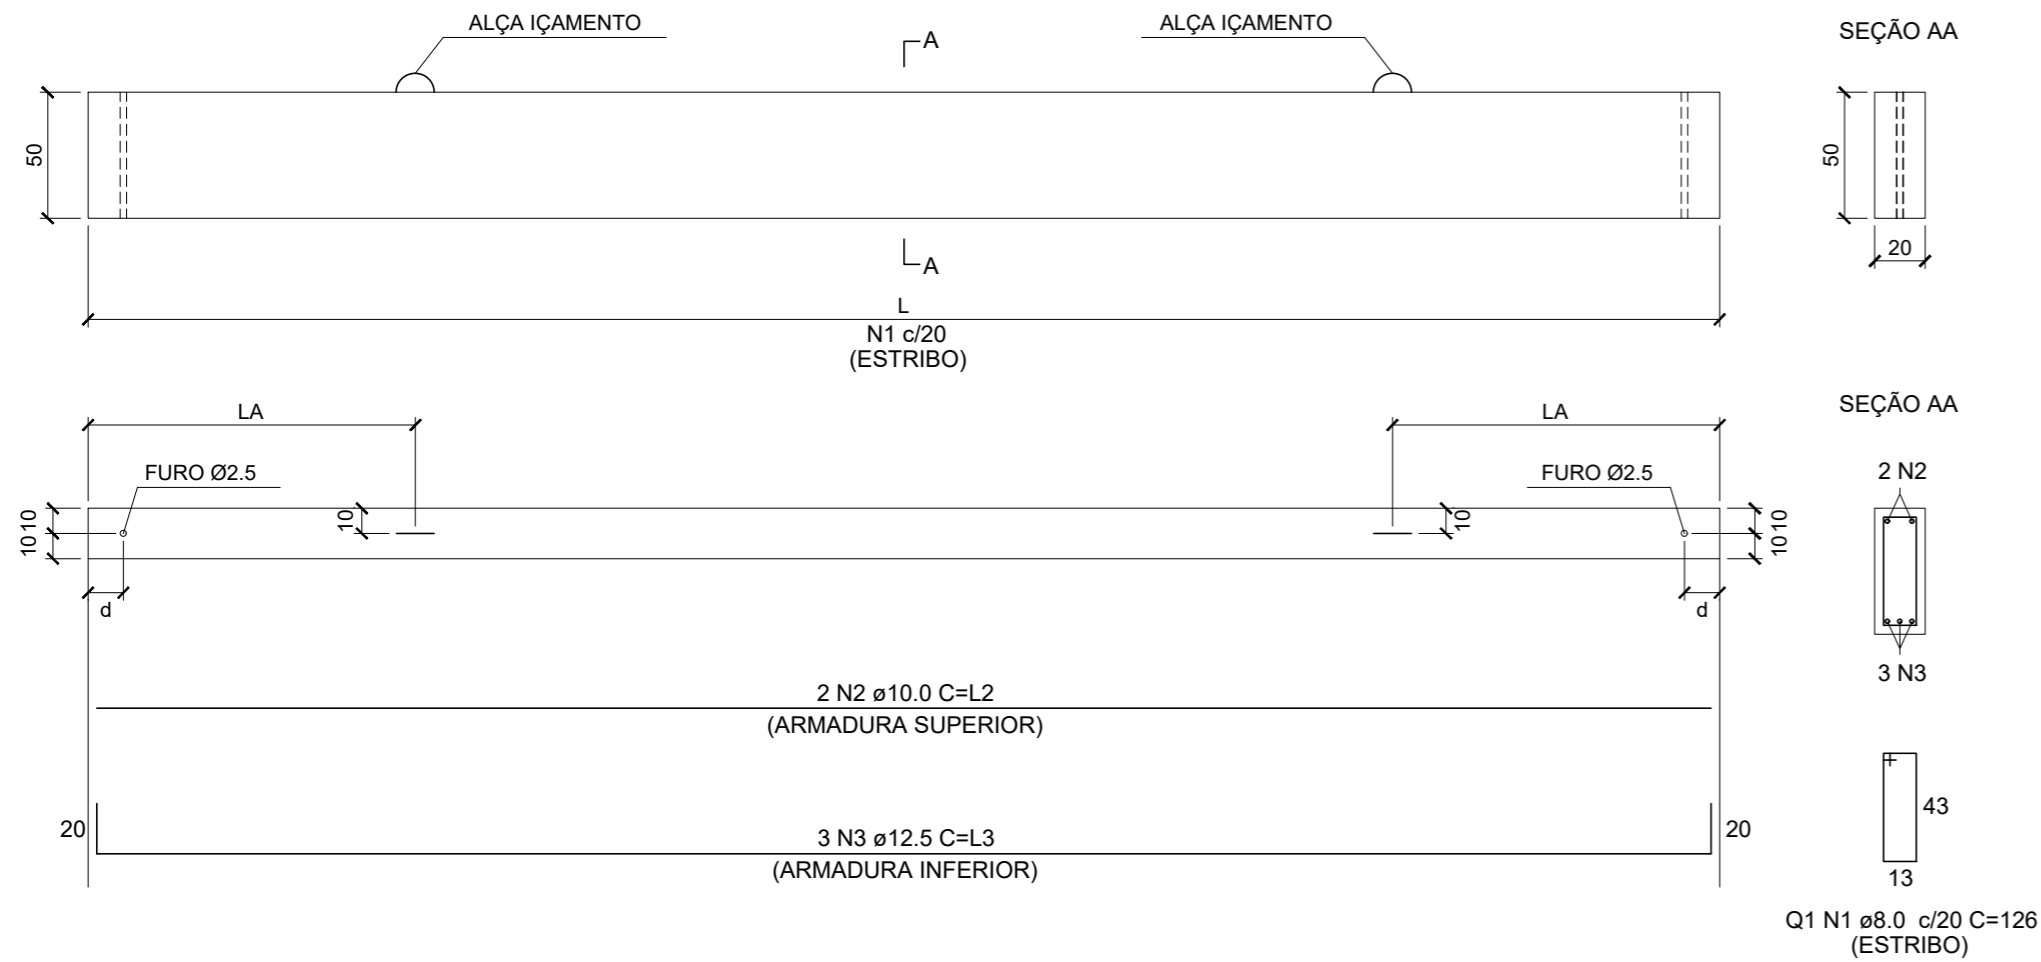 ALÇA IÇAMENTO
ALÇA IÇAMENTO
A
SEÇÃO AA
50
50
20
A
L
N1 c/20
(ESTRIBO)
LA
LA
SEÇÃO AA
FURO Ø2.5
FURO Ø2.5
2 N2
10
10
10
10
10
10
d
d
3 N3
2 N2 ø10.0 C=L2
(ARMADURA SUPERIOR)
20
3 N3 ø12.5 C=L3
20
(ARMADURA INFERIOR)
43
13
Q1 N1 ø8.0 c/20 C=126
(ESTRIBO)